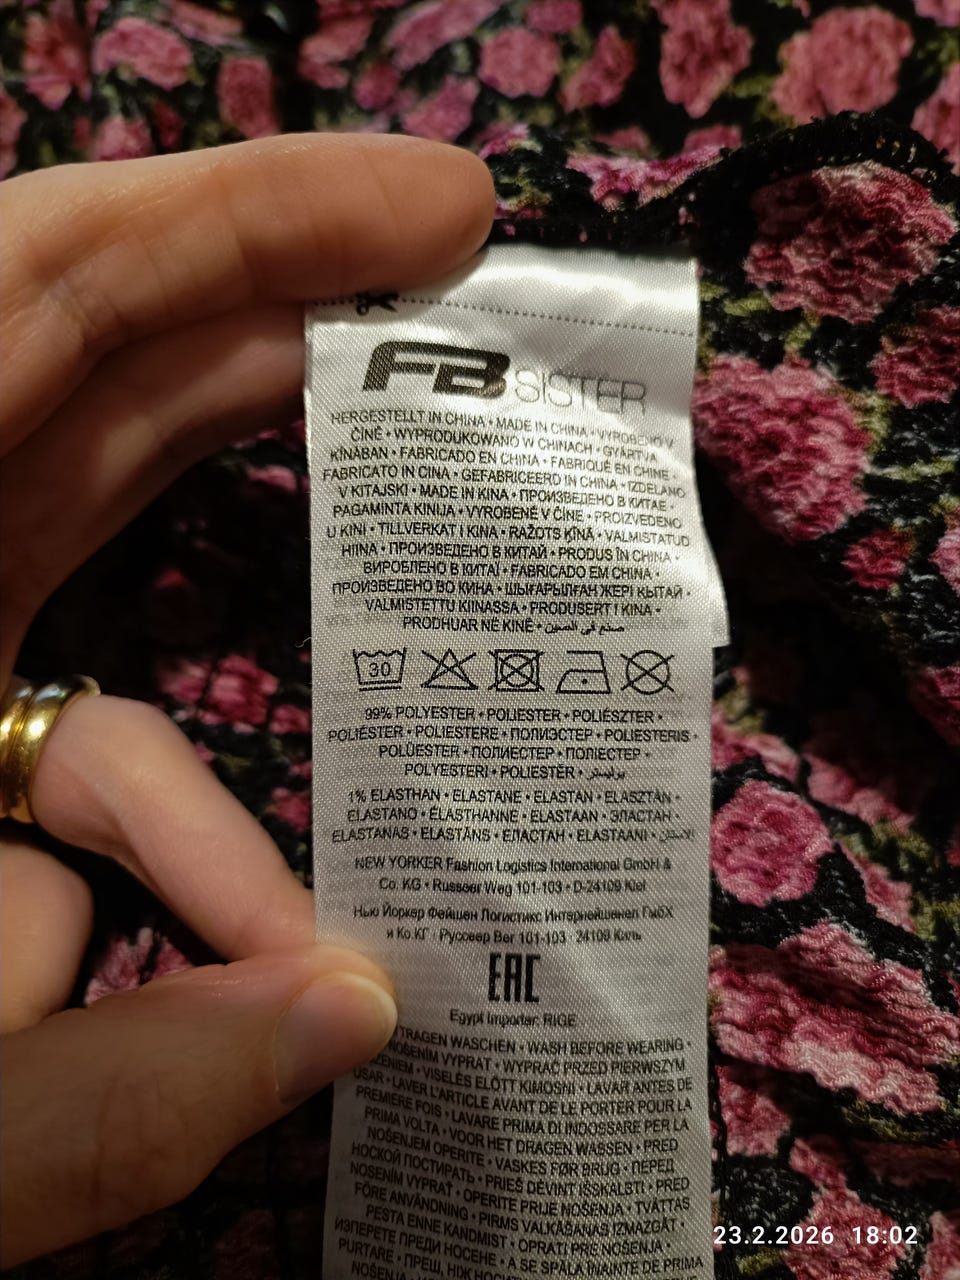 FB SISTER
HERGESTELLT IN CHINA • MADE IN CHINA • VYROBENO V
ČÍNĚ • WYPRODUKOWANO W CHINACH • GYÁRTVA
KÍNÁBAN • FABRICADO EN CHINA • FABRIQUÉ EN CHINE •
FABRICATO IN CINA • GEFABRICEERD IN CHINA • IZDELANO
V KITAJSKI • MADE IN KINA • ПРОИЗВЕДЕНО В КИТАЕ •
PAGAMINTA KINIJA • VYROBENÉ V ČÍNE • PROIZVEDENO
U KINI • TILLVERKAT I KINA • RAŽOTS ĶĪNĀ • VALMISTATUD
HIINA • ПРОИЗВЕДЕНО В КИТАЙ • PRODUS ÎN CHINA •
ВИРОБЛЕНО В КИТАЇ • FABRICADO EM CHINA •
ПРОИЗВЕДЕНО ВО КИНА • ШЫҒАРЫЛҒАН ЖЕРІ ҚЫТАЙ •
VALMISTETTU KIINASSA • PRODUSERT I KINA •
PRODHUAR NË KINË • صنع في الصين
30
99% POLYESTER • POLIESTER • POLIÉSZTER •
POLIÉSTER • POLIESTERE • ПОЛИЭСТЕР • POLIESTERIS •
POLÜESTER • ПОЛИЕСТЕР • ПОЛІЕСТЕР •
POLYESTERI • POLIESTËR • بوليستر
1% ELASTHAN • ELASTANE • ELASTAN • ELASZTÁN •
ELASTANO • ÉLASTHANNE • ELASTAAN • ЭЛАСТАН •
ELASTANAS • ELASTĀNS • ЕЛАСТАН • ELASTAANI •
NEW YORKER Fashion Logistics International GmbH &
Co. KG • Russeer Weg 101-103 • D-24109 Kiel
Нью Йоркер Фейшен Логистикс Интернейшенел ГмбХ
и Ко.КГ · Руссеер Вег 101-103 · 24109 Киль
EAC
Egypt Importer: RIGE
TRAGEN WASCHEN • WASH BEFORE WEARING •
NOŠENÍM VYPRAT • WYPRAĆ PRZED PIERWSZYM
VISELÉS ELŐTT KIMOSNI • LAVAR ANTES DE
USAR • LAVER L'ARTICLE AVANT DE LE PORTER POUR LA
PREMIÈRE FOIS • LAVARE PRIMA DI INDOSSARE PER LA
PRIMA VOLTA • VOOR HET DRAGEN WASSEN • PRED
NOŠENJEM OPERITE • VASKES FØR BRUG • ПЕРЕД
НОСКОЙ ПОСТИРАТЬ • PRIEŠ DĖVINT IŠSKALBTI • PRED
NOSENÍM VYPRAŤ • OPERITE PRIJE NOŠENJA • TVÄTTAS
FÖRE ANVÄNDNING • PIRMS VALKĀŠANAS IZMAZGĀT •
PESTA ENNE KANDMIST • OPRATI PRE NOŠENJA •
ИЗПЕРЕТЕ ПРЕДИ НОСЕНЕ • A SE SPĂLA ÎNAINTE DE PRIMA
PURTARE •
23.2.2026 18:02